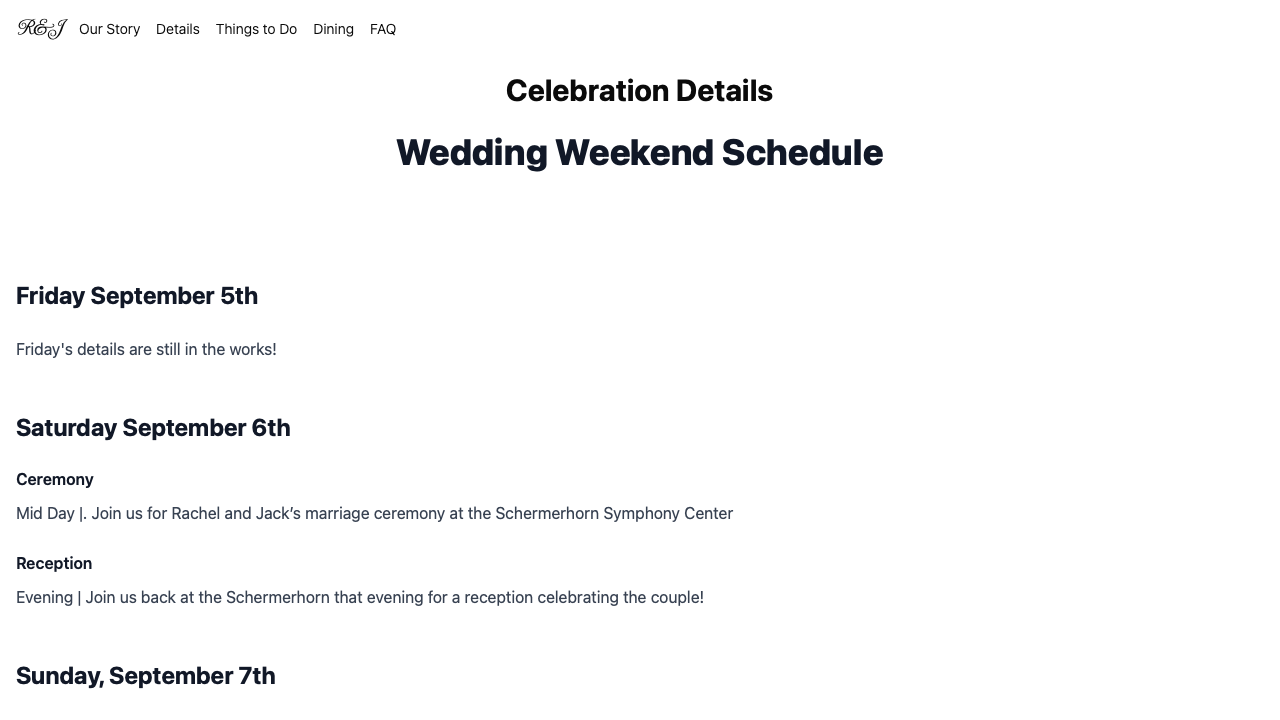 R&J Our Story Details Things to Do Dining FAQ
Celebration Details
Wedding Weekend Schedule
Friday September 5th
Friday's details are still in the works!
Saturday September 6th
Ceremony
Mid Day |. Join us for Rachel and Jack’s marriage ceremony at the Schermerhorn Symphony Center
Reception
Evening | Join us back at the Schermerhorn that evening for a reception celebrating the couple!
Sunday, September 7th